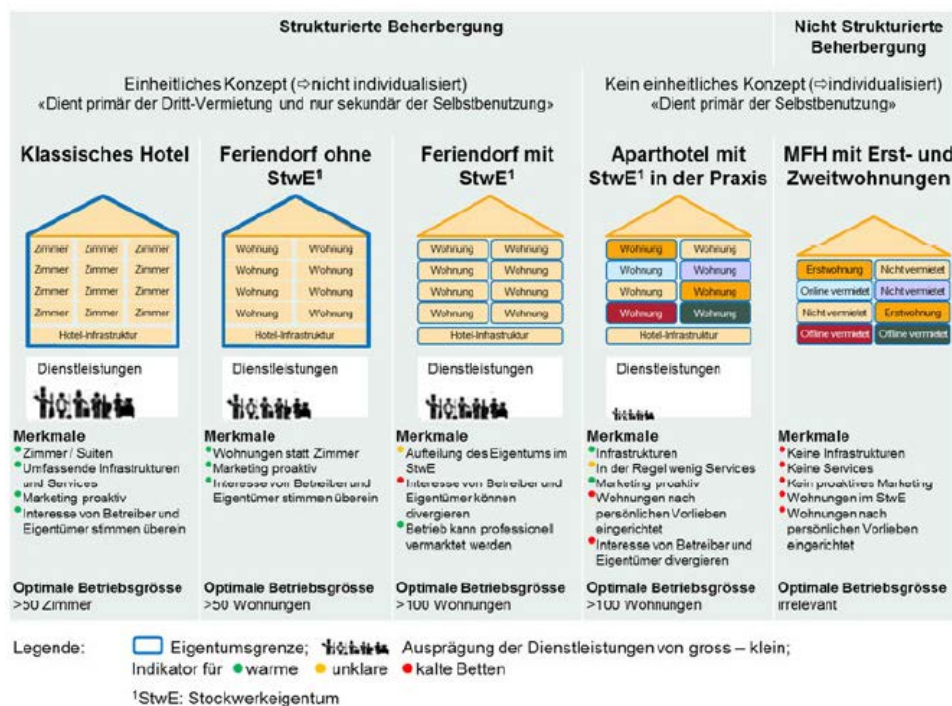 Strukturierte Beherbergung
Nicht Strukturierte
Beherbergung
Einheitliches Konzept (⇨nicht individualisiert)
«Dient primär der Dritt-Vermietung und nur sekundär der Selbstbenutzung»
Kein einheitliches Konzept (⇨individualisiert)
«Dient primär der Selbstbenutzung»
Klassisches Hotel
Zimmer Zimmer Zimmer
Zimmer Zimmer Zimmer
Zimmer Zimmer Zimmer
Zimmer Zimmer Zimmer
Hotel-Infrastruktur
Dienstleistungen
Merkmale
Zimmer / Suiten
Umfassende Infrastrukturen
und Services
Marketing proaktiv
Interesse von Betreiber und
Eigentümer stimmen überein
Optimale Betriebsgrösse
>50 Zimmer
Feriendorf ohne
StwE¹
Wohnung Wohnung
Wohnung Wohnung
Wohnung Wohnung
Wohnung Wohnung
Hotel-Infrastruktur
Dienstleistungen
Merkmale
Wohnungen statt Zimmer
Marketing proaktiv
Interesse von Betreiber und
Eigentümer stimmen überein
Optimale Betriebsgrösse
>50 Wohnungen
Feriendorf mit
StwE¹
Wohnung Wohnung
Wohnung Wohnung
Wohnung Wohnung
Wohnung Wohnung
Hotel-Infrastruktur
Dienstleistungen
Merkmale
Aufteilung des Eigentums im
StwE
Interesse von Betreiber und
Eigentümer können
divergieren
Betrieb kann professionell
vermarktet werden
Optimale Betriebsgrösse
>100 Wohnungen
Aparthotel mit
StwE¹ in der Praxis
Wohnung Wohnung
Wohnung Wohnung
Wohnung Wohnung
Wohnung Wohnung
Hotel-Infrastruktur
Dienstleistungen
Merkmale
Infrastrukturen
In der Regel wenig Services
Marketing proaktiv
Wohnungen nach
persönlichen Vorlieben
eingerichtet
Interesse von Betreiber und
Eigentümer divergieren
Optimale Betriebsgrösse
>100 Wohnungen
MFH mit Erst- und
Zweitwohnungen
Erstwohnung Nicht vermietet
Online vermietet Nicht vermietet
Nicht vermietet Erstwohnung
Offline vermietet Offline vermietet
Merkmale
Keine Infrastrukturen
Keine Services
Kein proaktives Marketing
Wohnungen im StwE
Wohnungen nach
persönlichen Vorlieben
eingerichtet
Optimale Betriebsgrösse
irrelevant
Legende: Eigentumsgrenze; Ausprägung der Dienstleistungen von gross – klein;
Indikator für warme unklare kalte Betten
¹StwE: Stockwerkeigentum